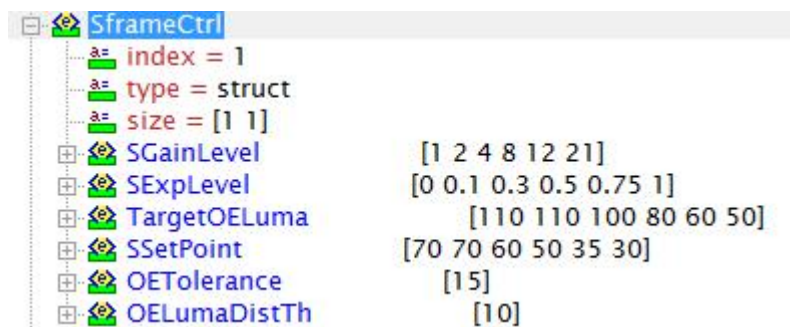 SframeCtrl
index = 1
type = struct
size = [1 1]
SGainLevel [1 2 4 8 12 21]
SExpLevel [0 0.1 0.3 0.5 0.75 1]
TargetOELuma [110 110 100 80 60 50]
SSetPoint [70 70 60 50 35 30]
OETolerance [15]
OELumaDistTh [10]